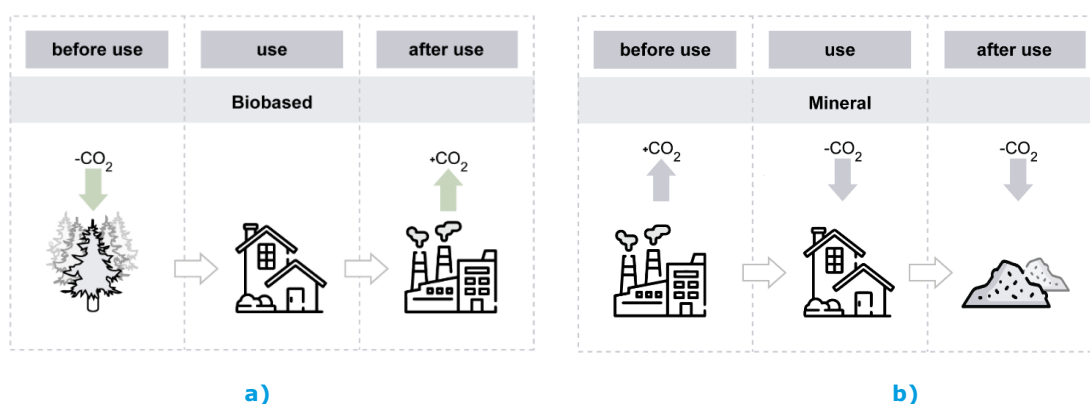 before use
use
after use
Biobased
-CO₂
+CO₂
a)
before use
use
after use
Mineral
+CO₂
-CO₂
-CO₂
b)